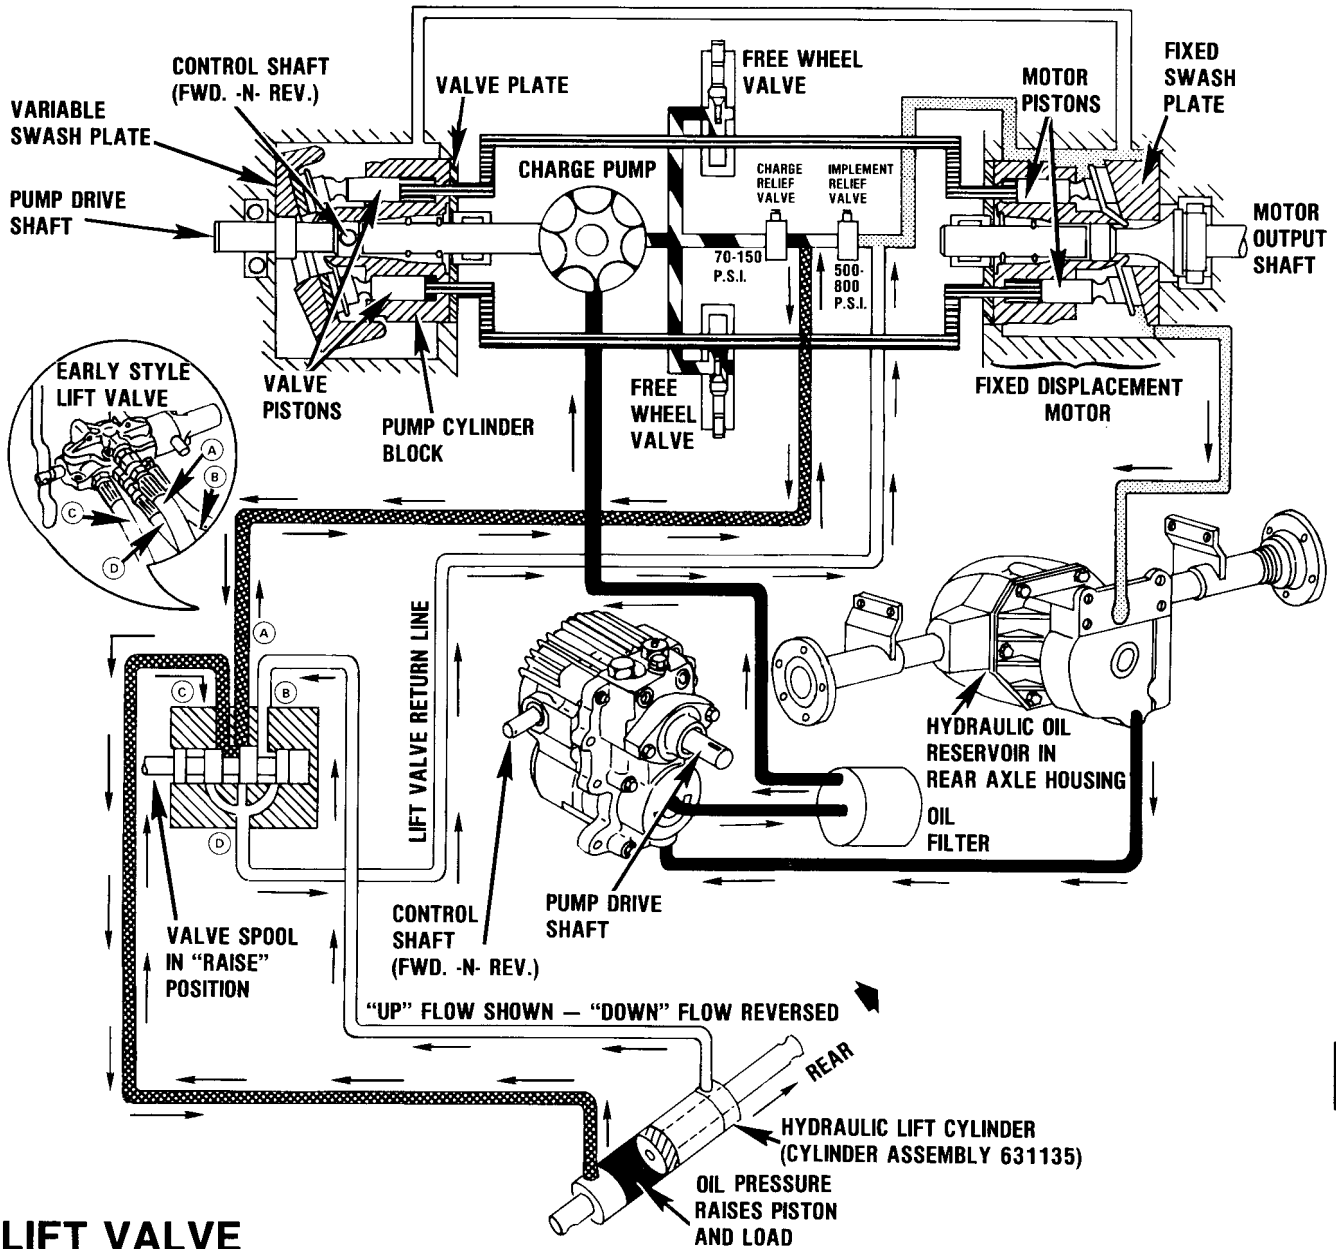 CONTROL SHAFT
(FWD. -N- REV.)
VALVE PLATE
FREE WHEEL
VALVE
MOTOR
PISTONS
FIXED
SWASH
PLATE
VARIABLE
SWASH PLATE
PUMP DRIVE
SHAFT
CHARGE PUMP
CHARGE
RELIEF
VALVE
IMPLEMENT
RELIEF
VALVE
MOTOR
OUTPUT
SHAFT
70-150
P.S.I.
500-
800
P.S.I.
EARLY STYLE
LIFT VALVE
A
B
C
D
VALVE
PISTONS
PUMP CYLINDER
BLOCK
FREE
WHEEL
VALVE
FIXED DISPLACEMENT
MOTOR
A
C
B
D
LIFT VALVE RETURN LINE
HYDRAULIC OIL
RESERVOIR IN
REAR AXLE HOUSING
OIL
FILTER
VALVE SPOOL
IN “RAISE”
POSITION
CONTROL
SHAFT
(FWD. -N- REV.)
PUMP DRIVE
SHAFT
“UP” FLOW SHOWN — “DOWN” FLOW REVERSED
REAR
HYDRAULIC LIFT CYLINDER
(CYLINDER ASSEMBLY 631135)
OIL PRESSURE
RAISES PISTON
AND LOAD
LIFT VALVE